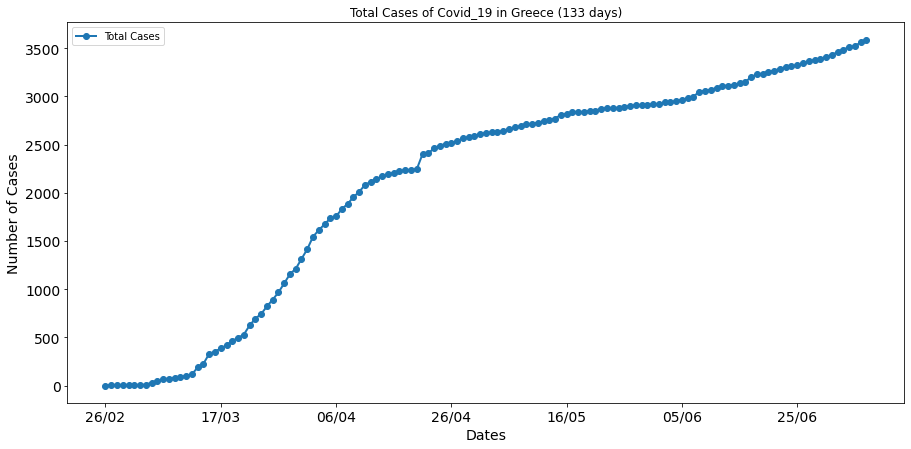 Total Cases of Covid_19 in Greece (133 days)
Total Cases
3500
3000
2500
2000
1500
1000
500
0
Number of Cases
26/02 17/03 06/04 26/04 16/05 05/06 25/06
Dates